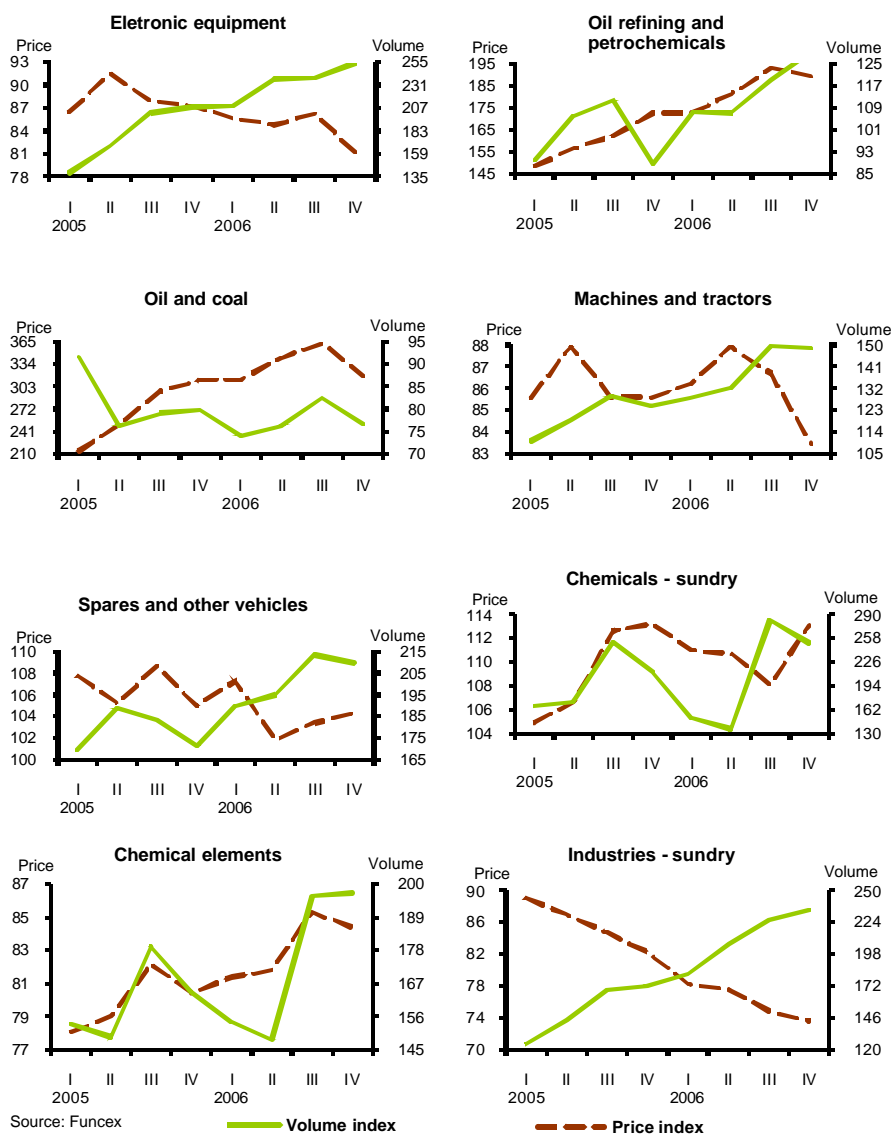 Eletronic equipment
Price
Volume
93
90
87
84
81
78
255
231
207
183
159
135
I II III IV I II III IV
2005 2006
Oil refining and
petrochemicals
Price
Volume
195
185
175
165
155
145
125
117
109
101
93
85
I II III IV I II III IV
2005 2006
Oil and coal
Price
Volume
365
334
303
272
241
210
95
90
85
80
75
70
I II III IV I II III IV
2005 2006
Machines and tractors
Price
Volume
88
87
86
85
84
83
150
141
132
123
114
105
I II III IV I II III IV
2005 2006
Spares and other vehicles
Price
Volume
110
108
106
104
102
100
215
205
195
185
175
165
I II III IV I II III IV
2005 2006
Chemicals - sundry
Price
Volume
114
112
110
108
106
104
290
258
226
194
162
130
I II III IV I II III IV
2005 2006
Chemical elements
Price
Volume
87
85
83
81
79
77
200
189
178
167
156
145
I II III IV I II III IV
2005 2006
Industries - sundry
Price
Volume
90
86
82
78
74
70
250
224
198
172
146
120
I II III IV I II III IV
2005 2006
Source: Funcex
Volume index
Price index